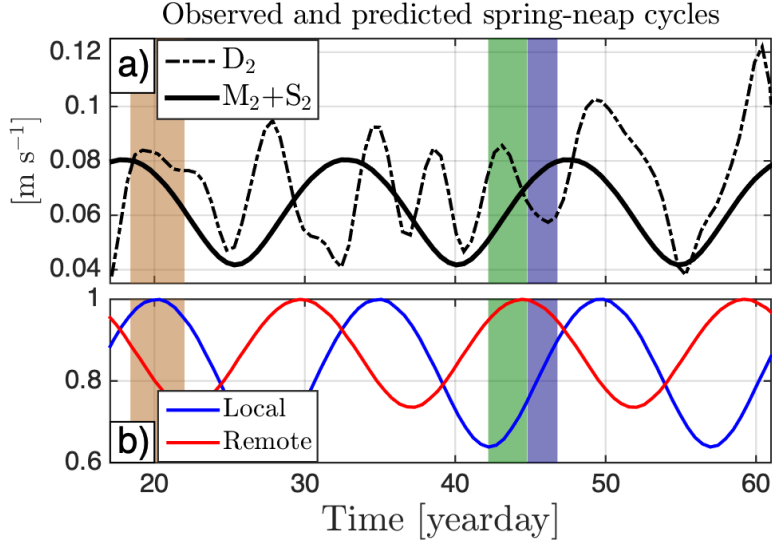 Observed and predicted spring-neap cycles
a)
D₂
M₂+S₂
[m s⁻¹]
0.12
0.1
0.08
0.06
0.04
1
0.8
0.6
b)
Local
Remote
20
30
40
50
60
Time [yearday]